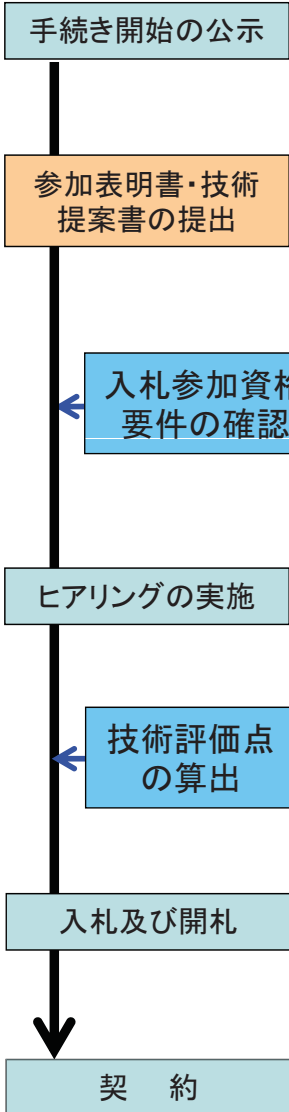 手続き開始の公示
参加表明書・技術
提案書の提出
入札参加資格
要件の確認
ヒアリングの実施
技術評価点
の算出
入札及び開札
契　約